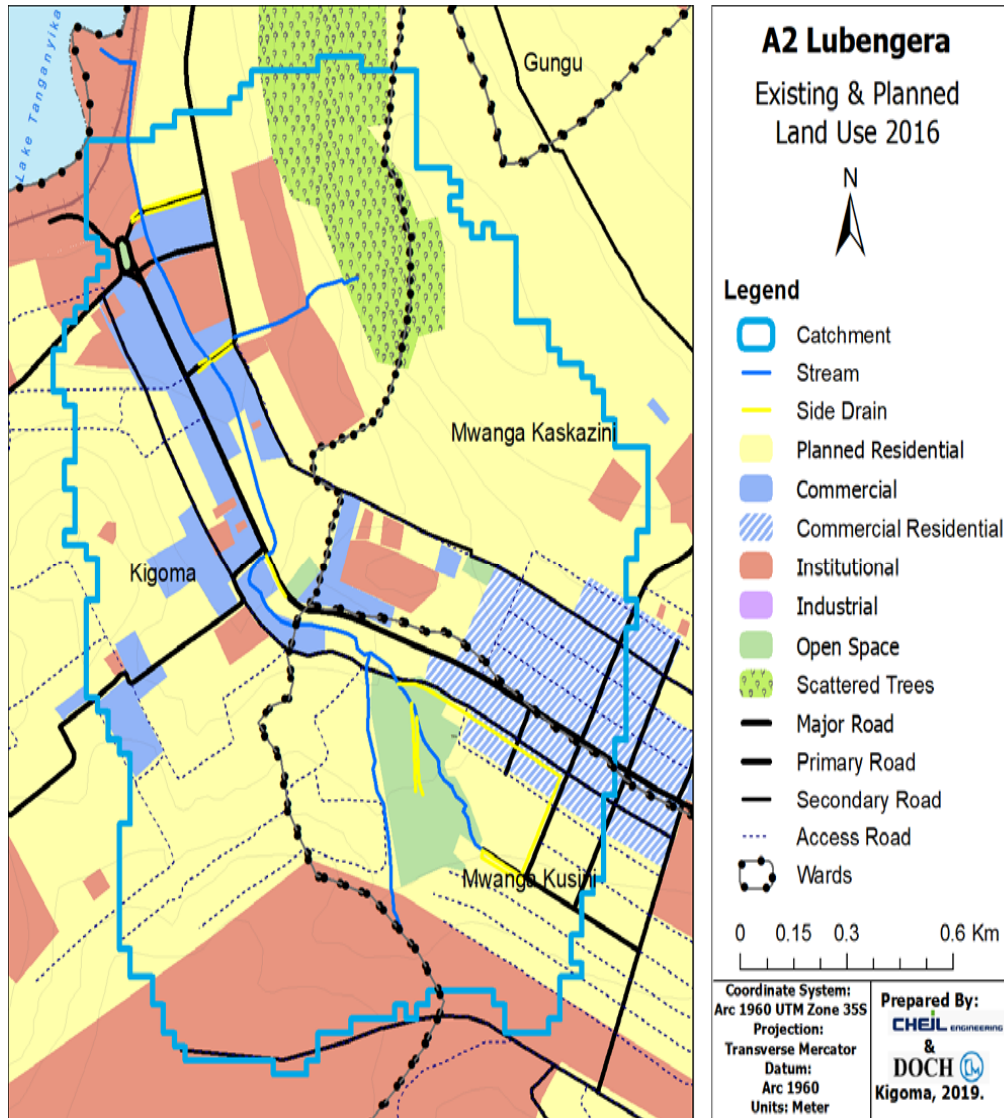 Lake Tanganyika
Gungu
Mwanga Kaskazini
Kigoma
Mwanga Kusini
A2 Lubengera
Existing & Planned
Land Use 2016
N
Legend
Catchment
Stream
Side Drain
Planned Residential
Commercial
Commercial Residential
Institutional
Industrial
Open Space
Scattered Trees
Major Road
Primary Road
Secondary Road
Access Road
Wards
0 0.15 0.3 0.6 Km
Coordinate System:
Arc 1960 UTM Zone 35S
Projection:
Transverse Mercator
Datum:
Arc 1960
Units: Meter
Prepared By:
CHEIL ENGINEERING
&
DOCH
Kigoma, 2019.